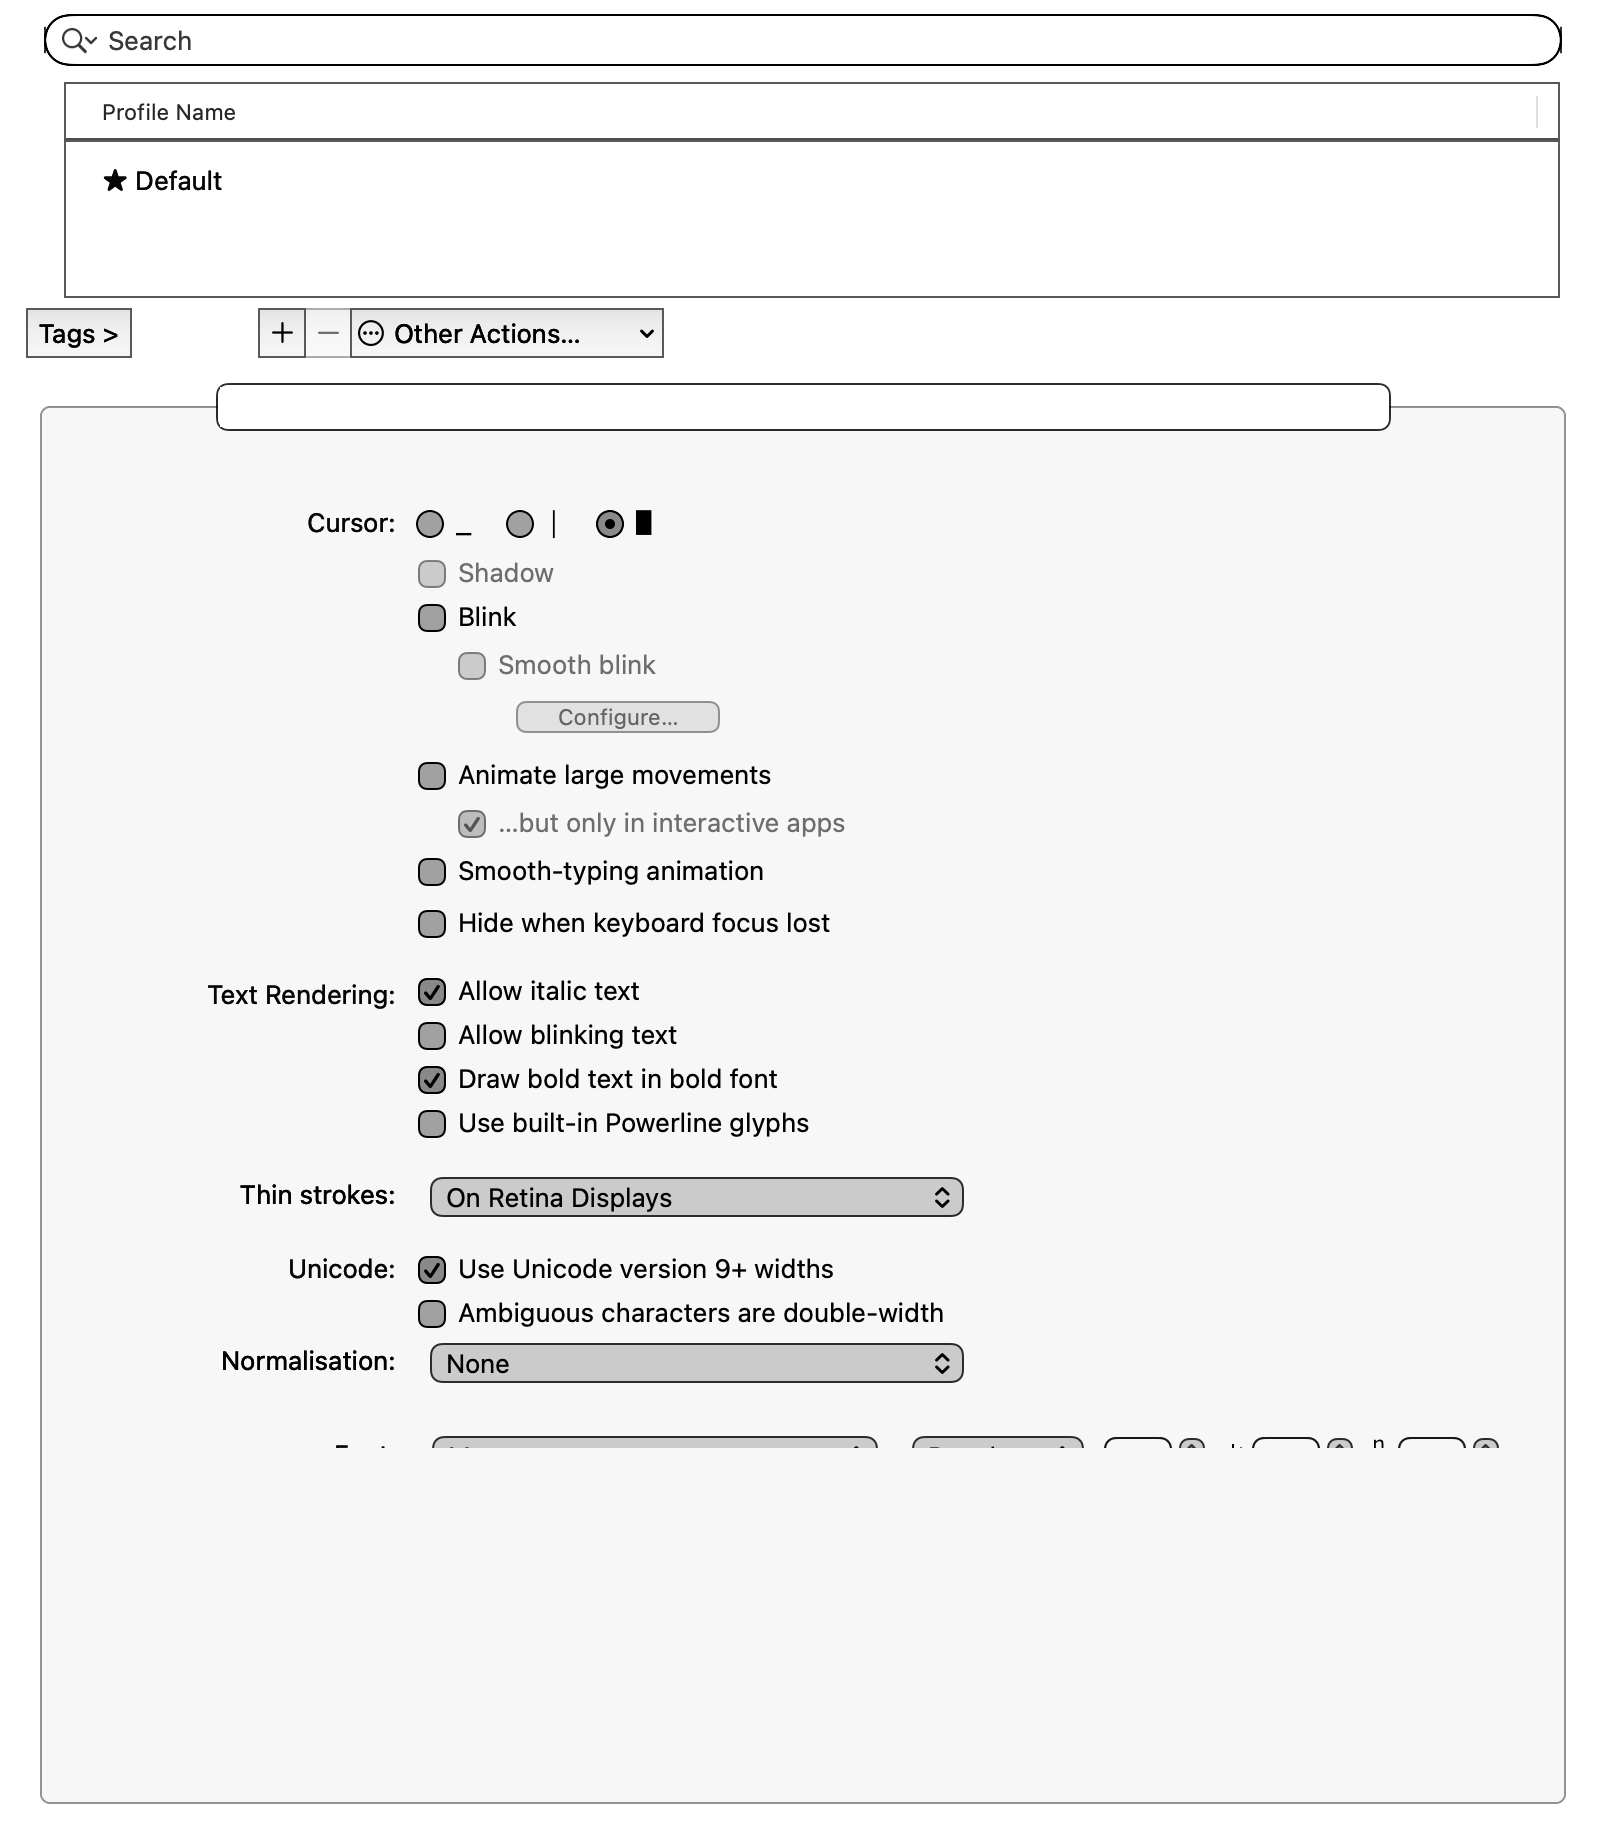 Search
Profile Name
★ Default
Tags >
+ − Other Actions...
Cursor: _ | █
Shadow
Blink
Smooth blink
Configure...
Animate large movements
...but only in interactive apps
Smooth-typing animation
Hide when keyboard focus lost
Text Rendering: Allow italic text
Allow blinking text
Draw bold text in bold font
Use built-in Powerline glyphs
Thin strokes: On Retina Displays
Unicode: Use Unicode version 9+ widths
Ambiguous characters are double-width
Normalisation: None